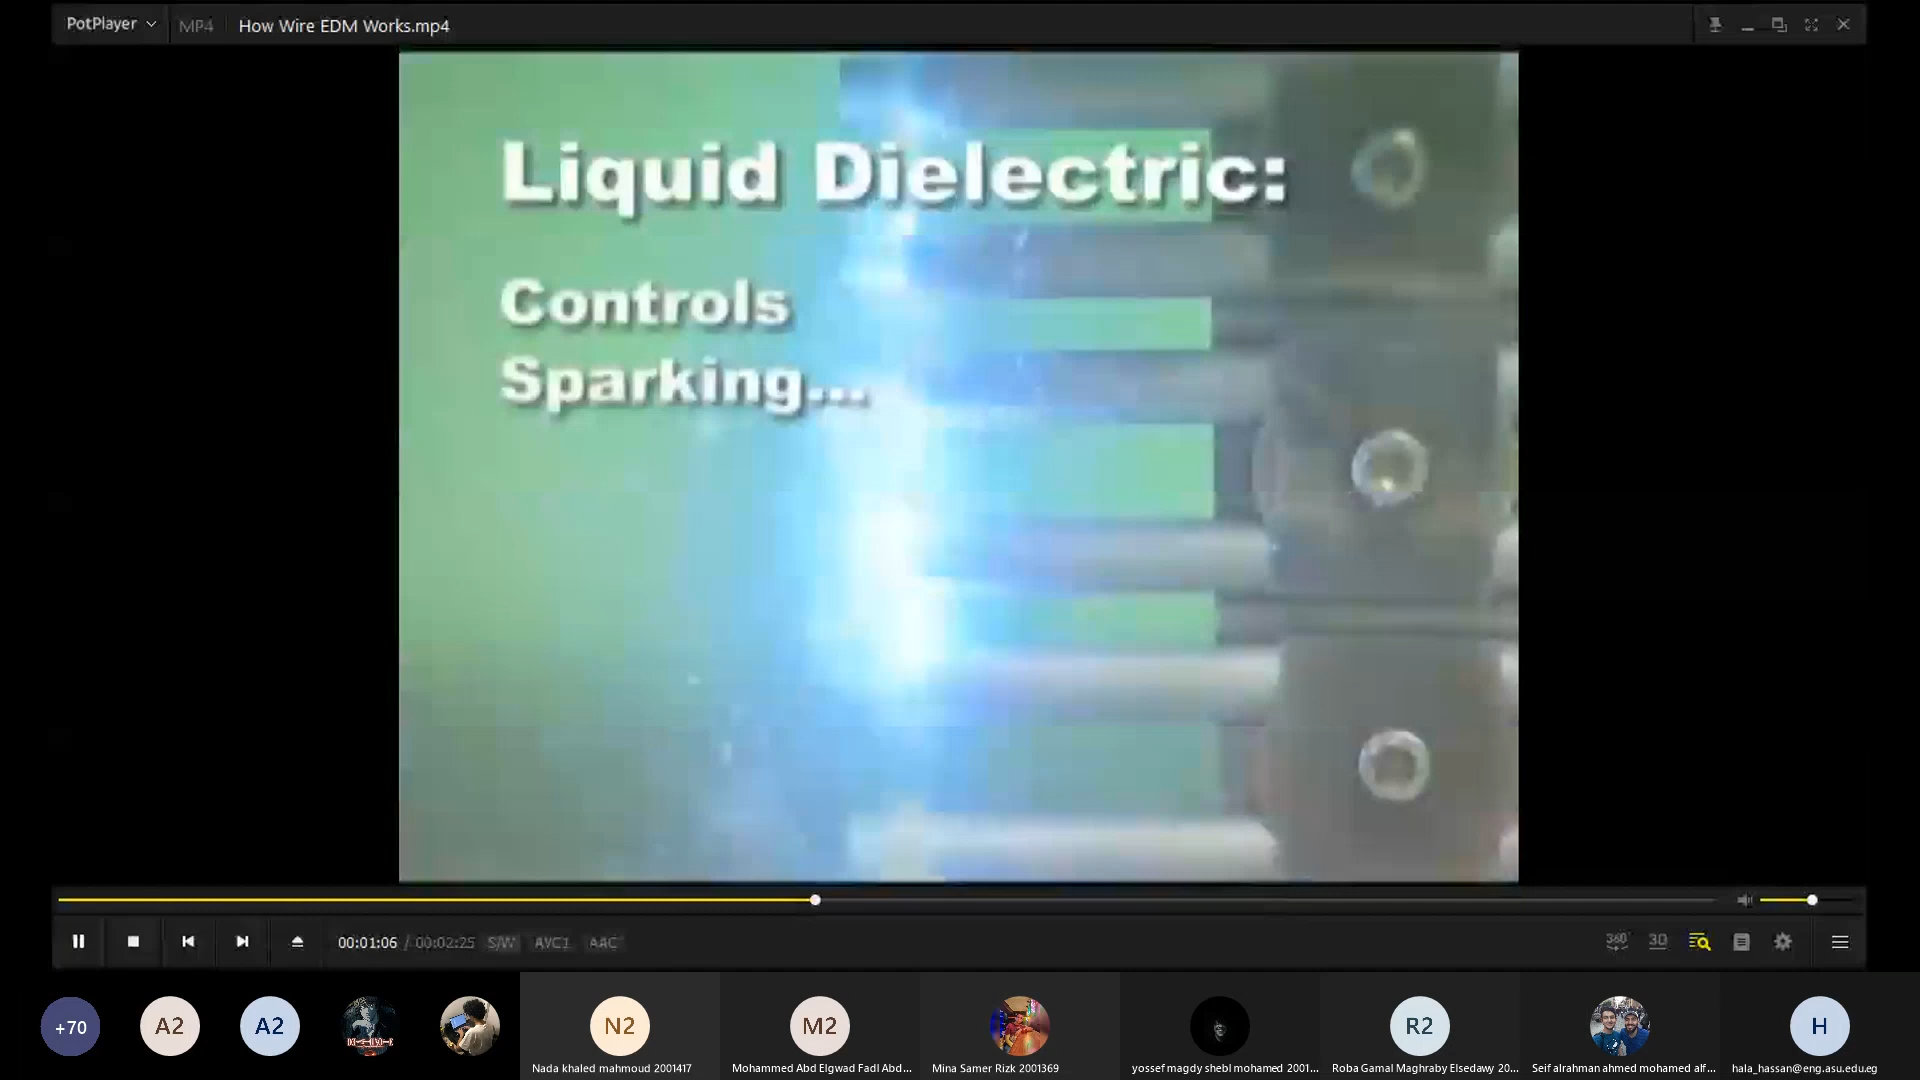 PotPlayer
MP4
How Wire EDM Works.mp4
Liquid Dielectric:
Controls
Sparking...
00:01:06 / 00:02:25 S/W AVC1 AAC
360°
3D
+70
A2
A2
N2
M2
R2
H
Nada khaled mahmoud 2001417
Mohammed Abd Elgwad Fadl Abd...
Mina Samer Rizk 2001369
yossef magdy shebl mohamed 2001...
Roba Gamal Maghraby Elsedawy 20...
Seif alrahman ahmed mohamed alf...
hala_hassan@eng.asu.edu.eg